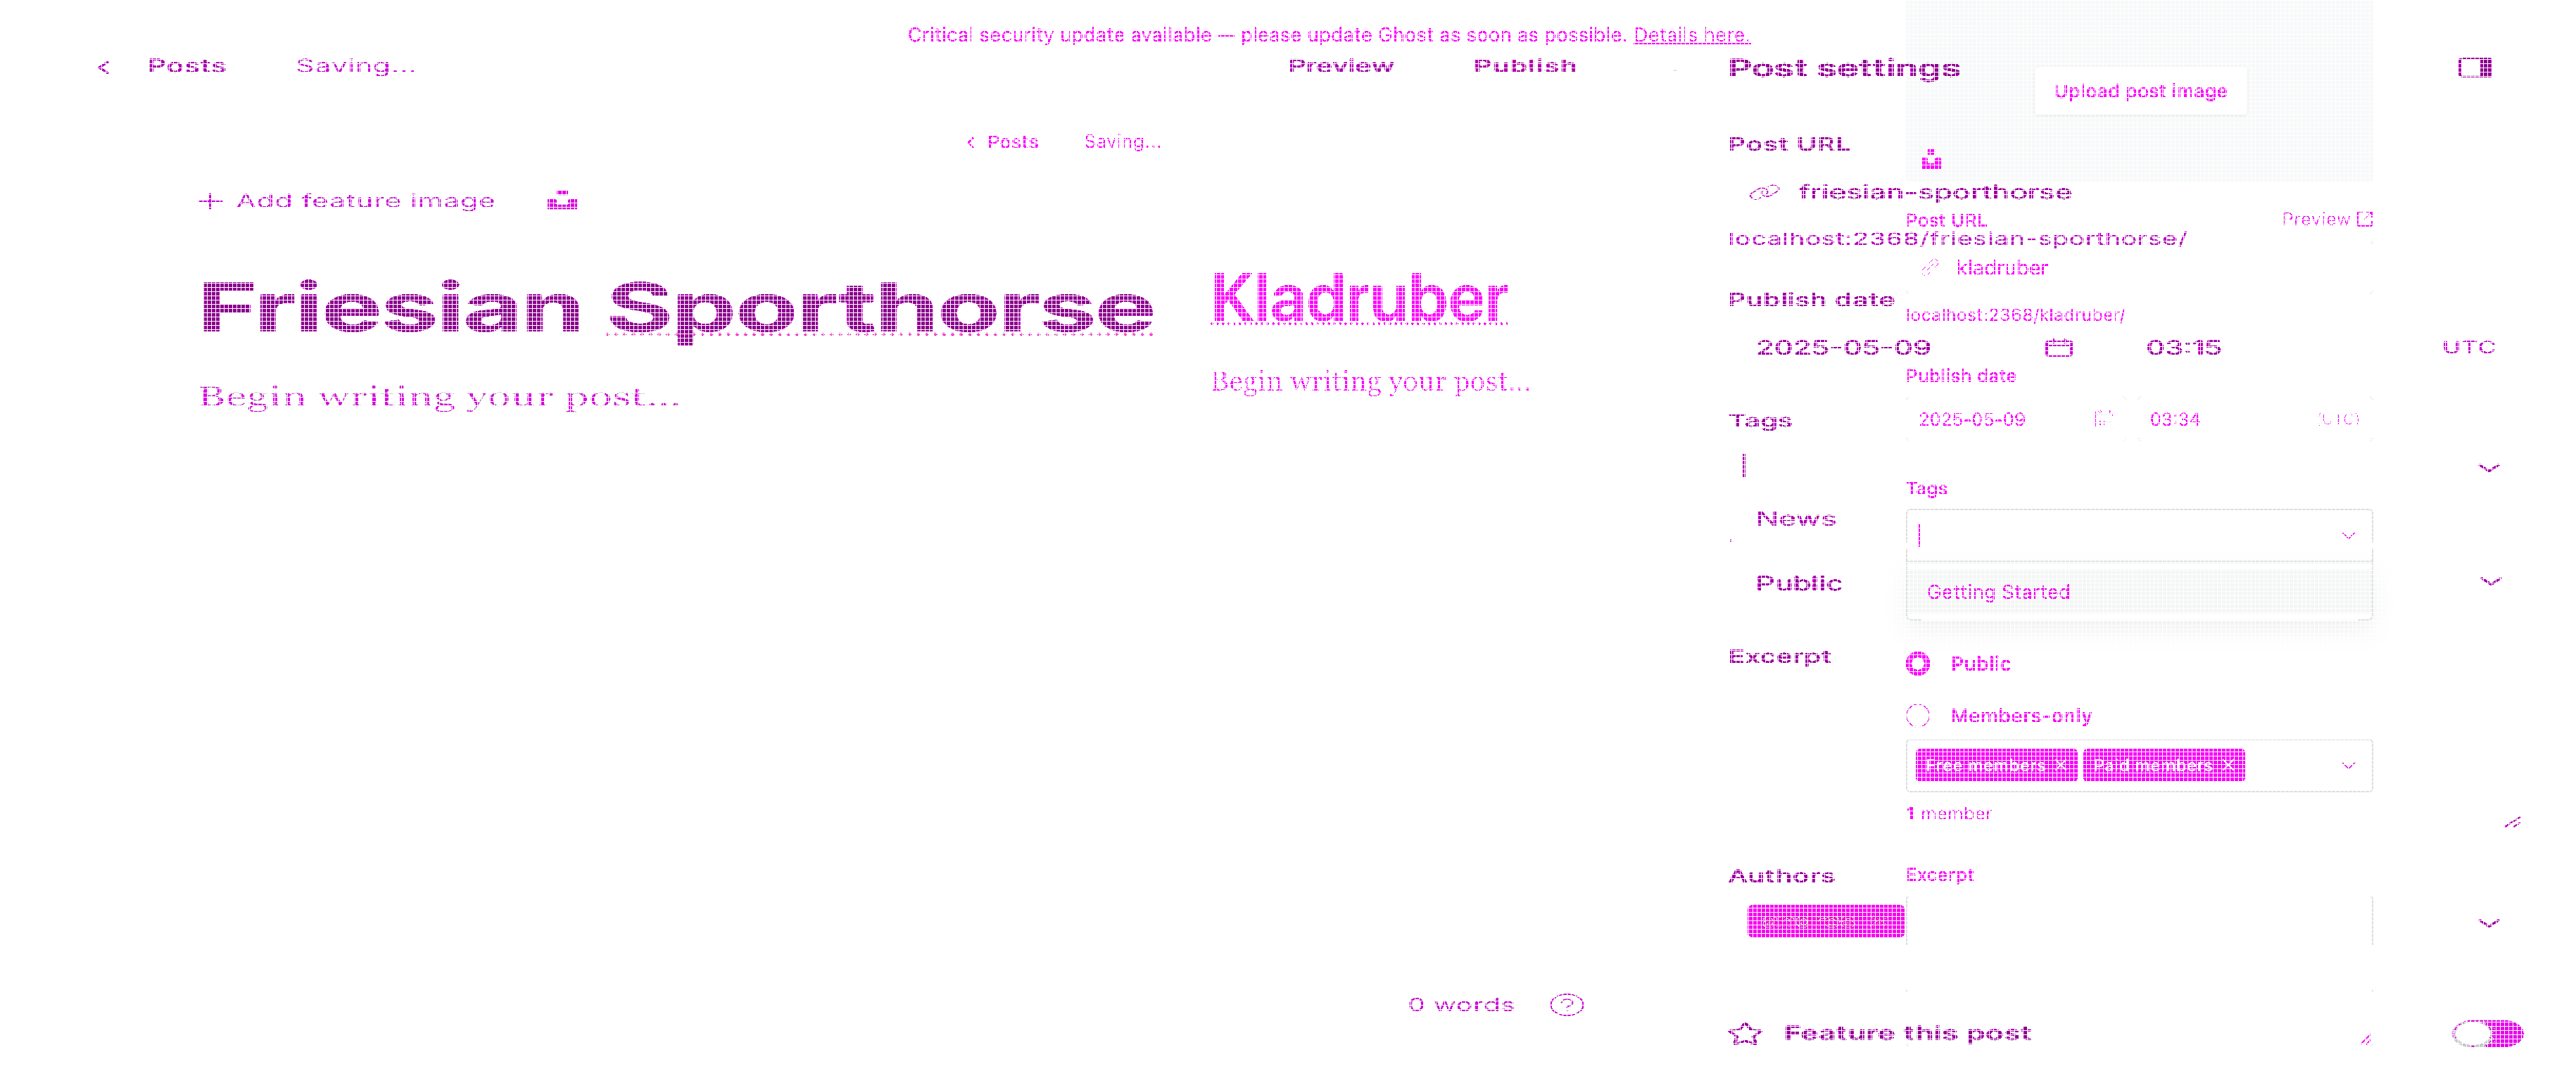 Critical security update available — please update Ghost as soon as possible. Details here.
< Posts Saving... Preview Publish Post settings
Upload post image
< Posts Saving...
Post URL
+ Add feature image
friesian-sporthorse
Post URL Preview
localhost:2368/friesian-sporthorse/
kladruber
Friesian Sporthorse
Kladruber
Publish date
localhost:2368/kladruber/
2025-05-09 03:15 UTC
Publish date
Begin writing your post...
Begin writing your post...
2025-05-09 03:34 (UTC)
Tags
Tags
News
Public
Getting Started
Excerpt
Public
Members-only
Free members × Paid members ×
1 member
Authors
Excerpt
0 words ?
Feature this post